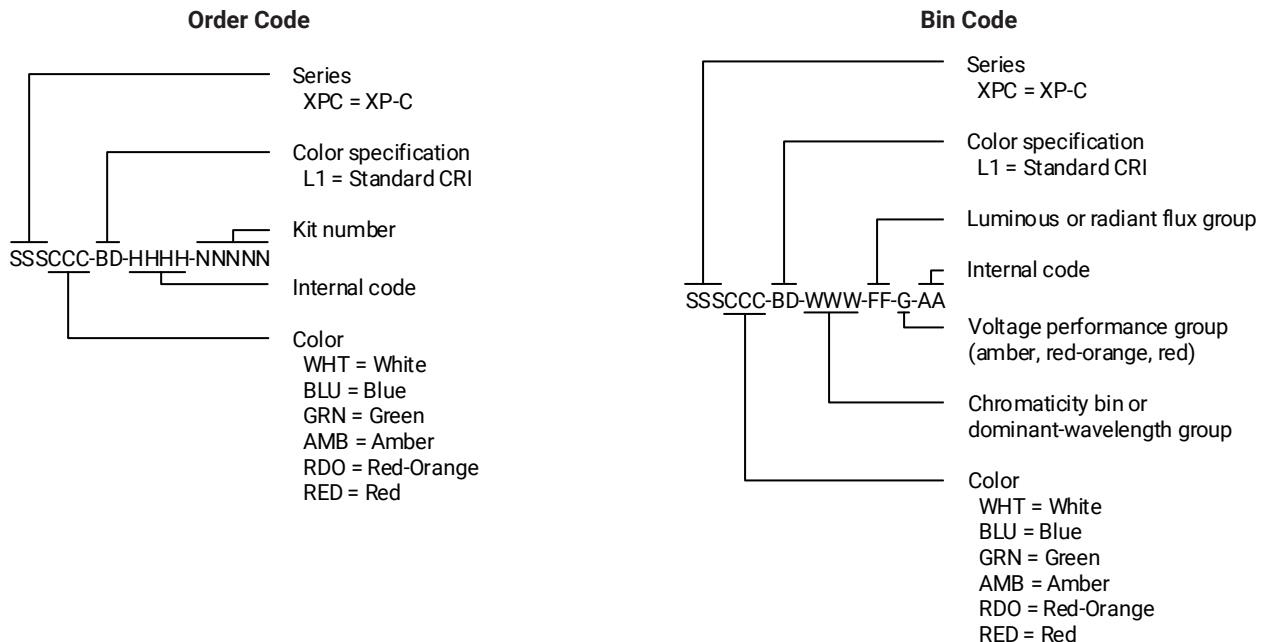 Order Code
Series
XPC = XP-C
Color specification
L1 = Standard CRI
Kit number
SSSCCC-BD-HHHH-NNNNN
Internal code
Color
WHT = White
BLU = Blue
GRN = Green
AMB = Amber
RDO = Red-Orange
RED = Red
Bin Code
Series
XPC = XP-C
Color specification
L1 = Standard CRI
Luminous or radiant flux group
Internal code
SSSCCC-BD-WWW-FF-G-AA
Voltage performance group
(amber, red-orange, red)
Chromaticity bin or
dominant-wavelength group
Color
WHT = White
BLU = Blue
GRN = Green
AMB = Amber
RDO = Red-Orange
RED = Red